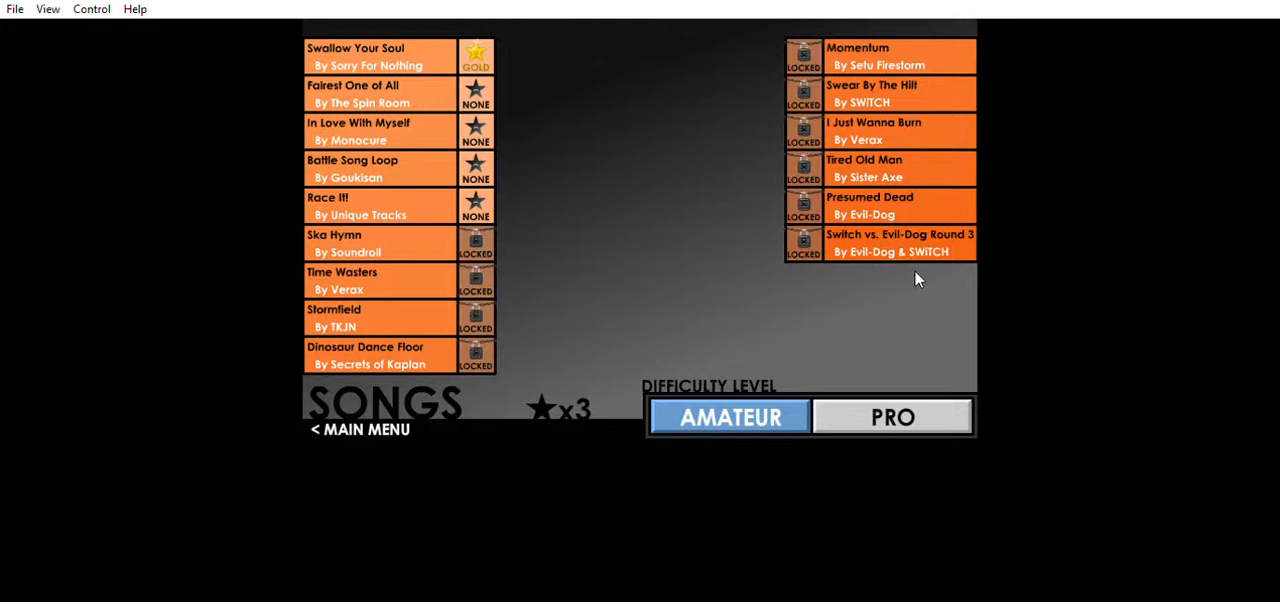 File View Control Help
Swallow Your Soul
By Sorry For Nothing
GOLD
Fairest One of All
By The Spin Room
NONE
In Love With Myself
By Monocure
NONE
Battle Song Loop
By Goukisan
NONE
Race It!
By Unique Tracks
NONE
Ska Hymn
By Soundroll
LOCKED
Time Wasters
By Verax
LOCKED
Stormfield
By TKJN
LOCKED
Dinosaur Dance Floor
By Secrets of Kaplan
LOCKED
Momentum
By Setu Firestorm
LOCKED
Swear By The Hilt
By SWiTCH
LOCKED
I Just Wanna Burn
By Verax
LOCKED
Tired Old Man
By Sister Axe
LOCKED
Presumed Dead
By Evil-Dog
LOCKED
Switch vs. Evil-Dog Round 3
By Evil-Dog & SWiTCH
LOCKED
SONGS
< MAIN MENU
★x3
DIFFICULTY LEVEL
AMATEUR PRO